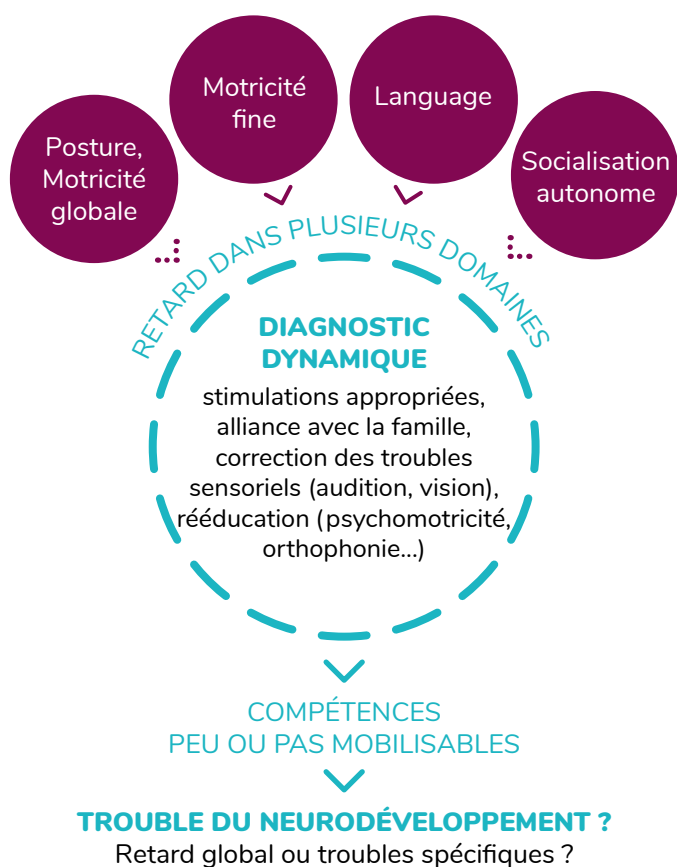 Posture,
Motricité
globale
Motricité
fine
Language
Socialisation
autonome
RETARD DANS PLUSIEURS DOMAINES
DIAGNOSTIC
DYNAMIQUE
stimulations appropriées,
alliance avec la famille,
correction des troubles
sensoriels (audition, vision),
rééducation (psychomotricité,
orthophonie...)
COMPÉTENCES
PEU OU PAS MOBILISABLES
TROUBLE DU NEURODÉVELOPPEMENT ?
Retard global ou troubles spécifiques ?